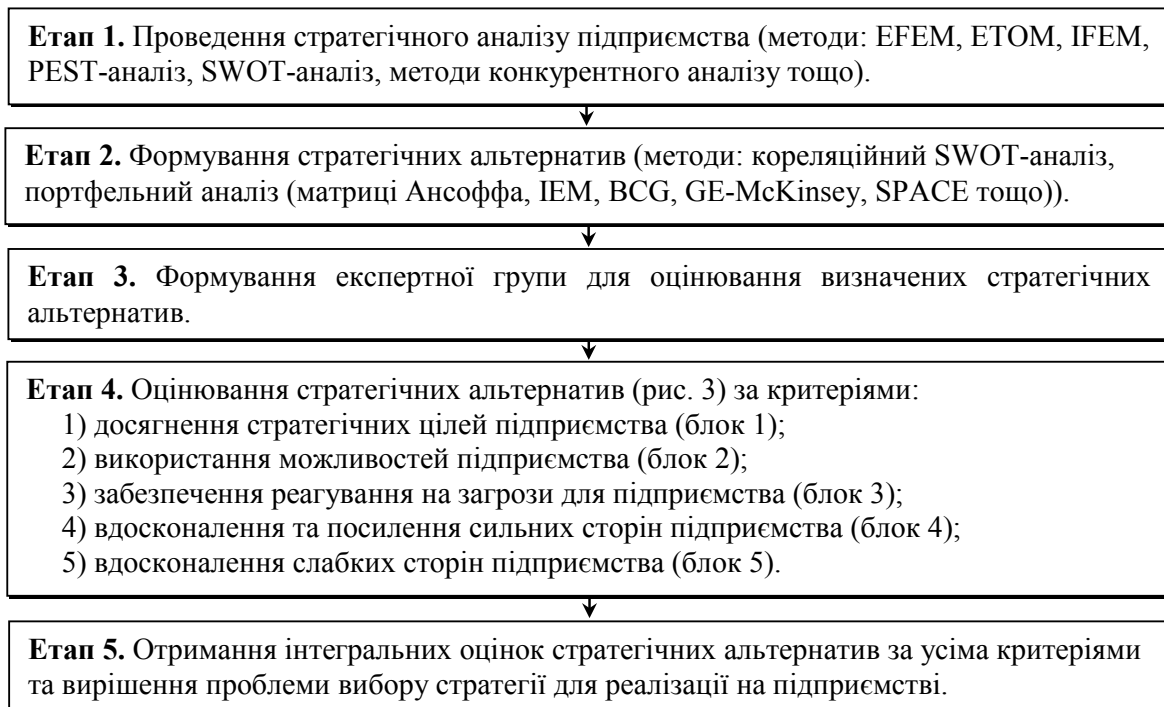 Етап 1. Проведення стратегічного аналізу підприємства (методи: EFEM, ETOM, IFEM,
PEST-аналіз, SWOT-аналіз, методи конкурентного аналізу тощо).
Етап 2. Формування стратегічних альтернатив (методи: кореляційний SWOT-аналіз,
портфельний аналіз (матриці Ансоффа, IEM, BCG, GE-McKinsey, SPACE тощо)).
Етап 3. Формування експертної групи для оцінювання визначених стратегічних
альтернатив.
Етап 4. Оцінювання стратегічних альтернатив (рис. 3) за критеріями:
1) досягнення стратегічних цілей підприємства (блок 1);
2) використання можливостей підприємства (блок 2);
3) забезпечення реагування на загрози для підприємства (блок 3);
4) вдосконалення та посилення сильних сторін підприємства (блок 4);
5) вдосконалення слабких сторін підприємства (блок 5).
Етап 5. Отримання інтегральних оцінок стратегічних альтернатив за усіма критеріями
та вирішення проблеми вибору стратегії для реалізації на підприємстві.